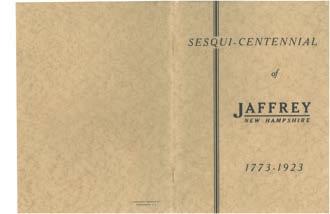 SESQUI-CENTENNIAL
of
JAFFREY
NEW HAMPSHIRE
1773-1923